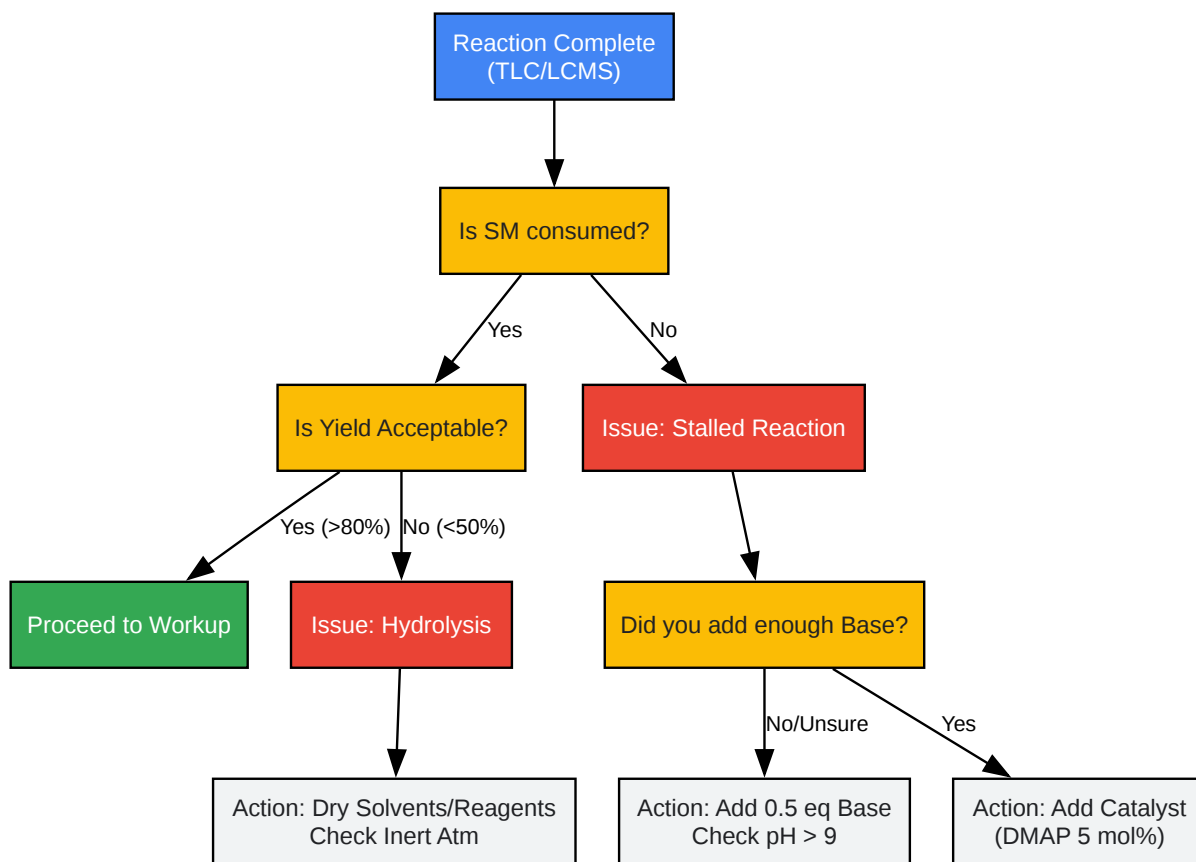 Reaction Complete
(TLC/LCMS)
Is SM consumed?
Yes
No
Is Yield Acceptable?
Issue: Stalled Reaction
Yes (>80%)
No (<50%)
Proceed to Workup
Issue: Hydrolysis
Did you add enough Base?
No/Unsure
Yes
Action: Dry Solvents/Reagents
Check Inert Atm
Action: Add 0.5 eq Base
Check pH > 9
Action: Add Catalyst
(DMAP 5 mol%)